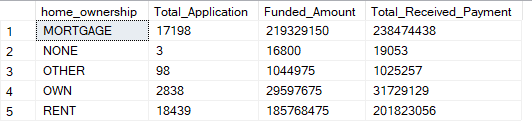 home_ownership Total_Application Funded_Amount Total_Received_Payment
1 MORTGAGE 17198 219329150 238474438
2 NONE 3 16800 19053
3 OTHER 98 1044975 1025257
4 OWN 2838 29597675 31729129
5 RENT 18439 185768475 201823056